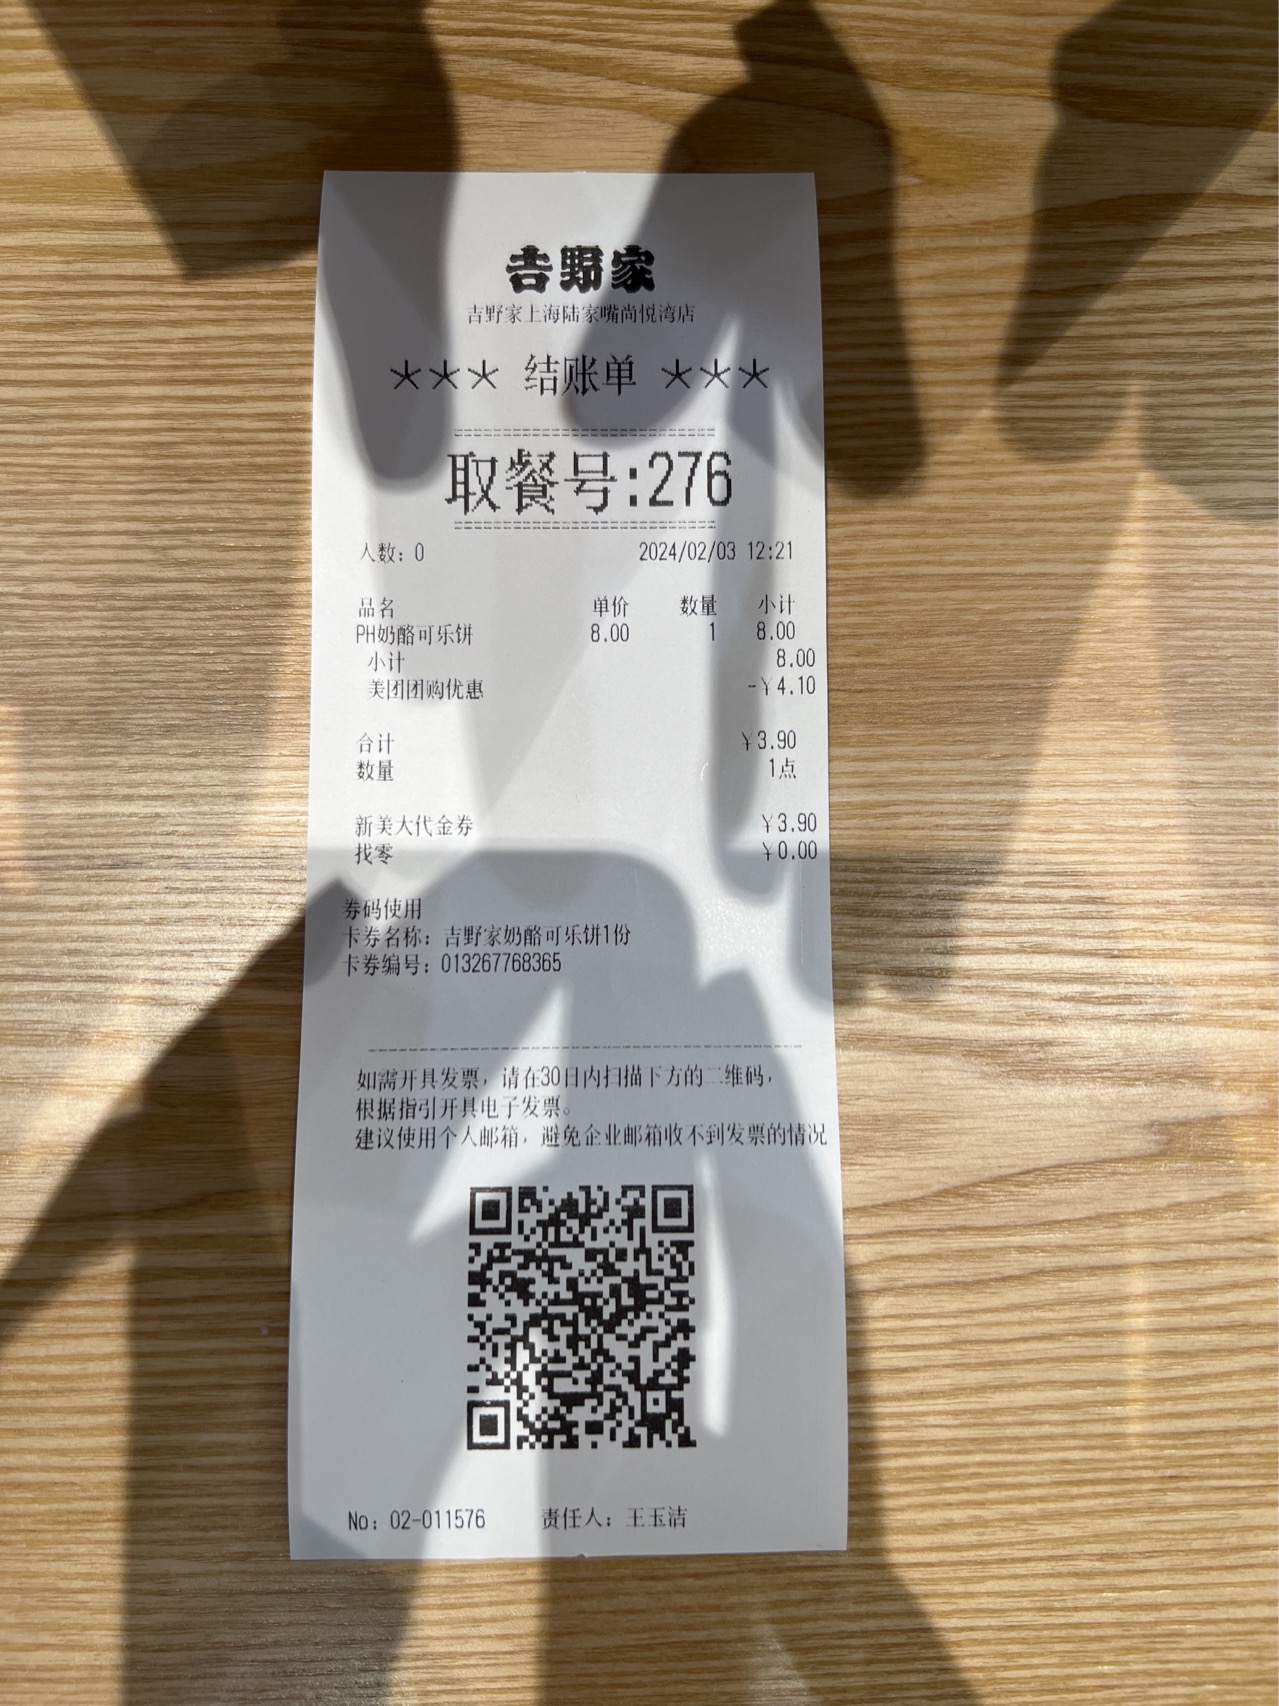 吉野家
吉野家上海陆家嘴尚悦湾店
*** 结账单 ***
取餐号:276
人数: 0 2024/02/03 12:21
品名 单价 数量 小计
PH奶酪可乐饼 8.00 1 8.00
小计 8.00
美团团购优惠 -¥4.10
合计 ¥3.90
数量 1点
新美大代金券 ¥3.90
找零 ¥0.00
券码使用
卡券名称: 吉野家奶酪可乐饼1份
卡券编号: 013267768365
如需开具发票，请在30日内扫描下方的二维码，
根据指引开具电子发票。
建议使用个人邮箱，避免企业邮箱收不到发票的情况
No: 02-011576 责任人: 王玉洁